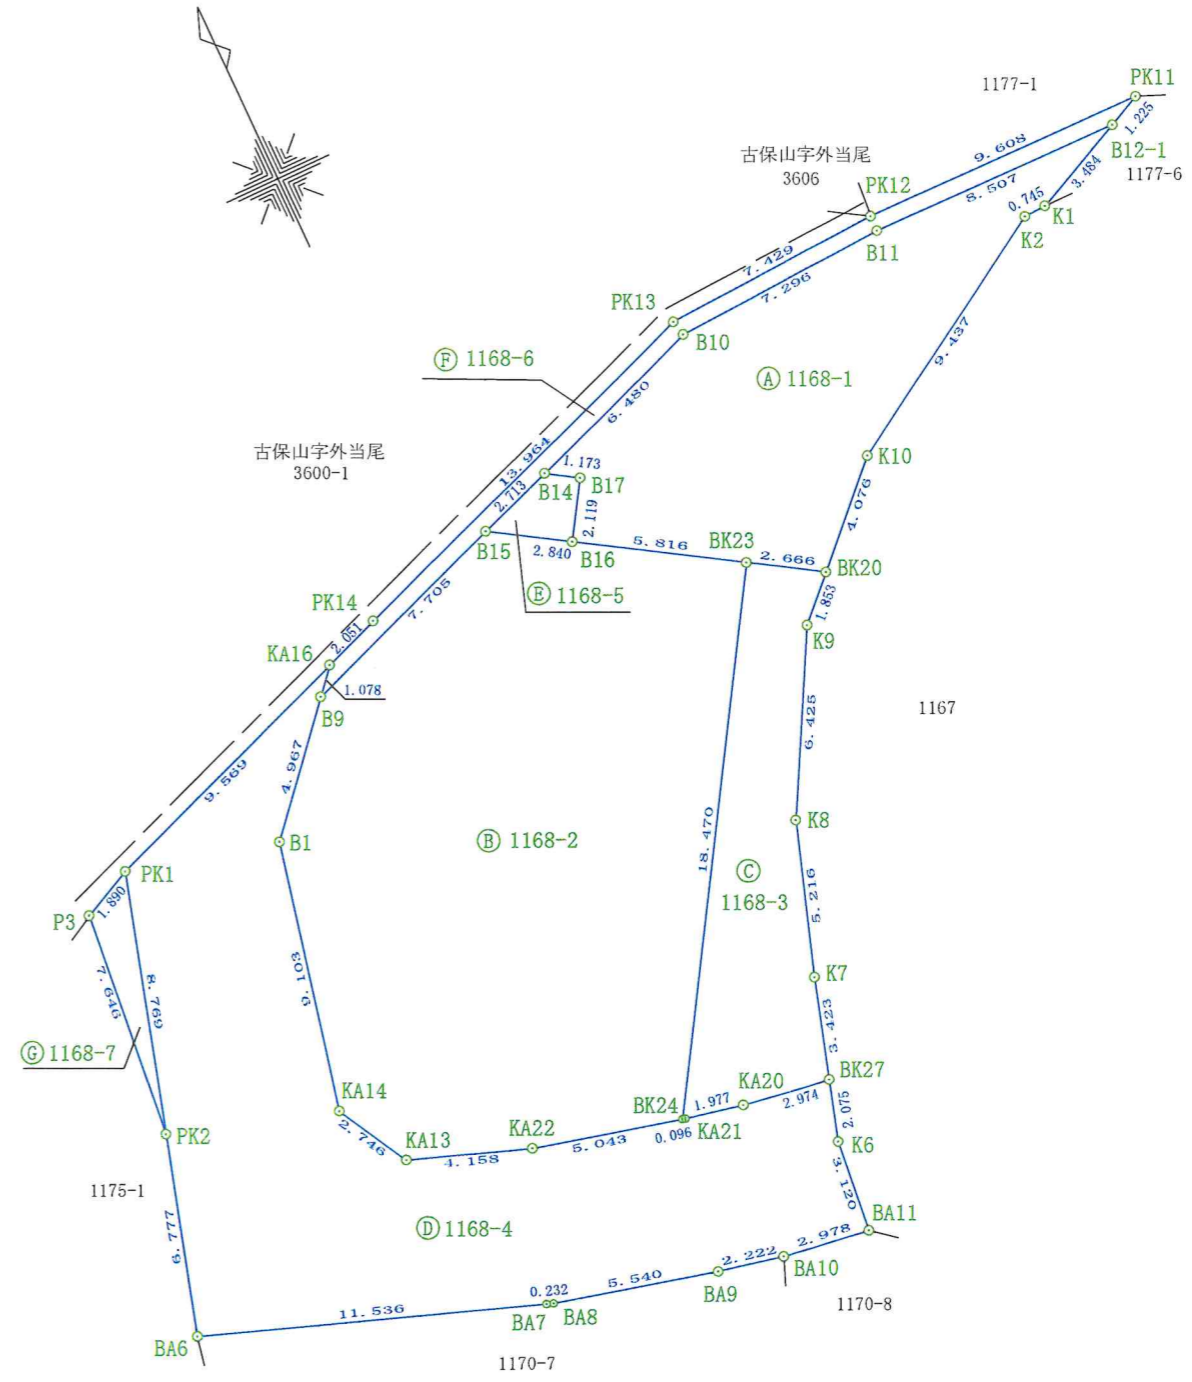 PK11
1177-1
1.225
B12-1
9.608
古保山字外当尾
3606
1177-6
PK12
8.507
3.484
0.745
K1
K2
B11
7.429
7.296
PK13
B10
9.437
Ⓕ 1168-6
Ⓐ 1168-1
6.480
古保山字外当尾
3600-1
13.964
K10
1.173
B14
B17
2.713
4.076
2.119
B15
2.840
B16
5.816
BK23
2.666
BK20
Ⓔ 1168-5
7.705
1.853
PK14
K9
2.051
KA16
1.078
B9
6.425
1167
4.967
9.569
K8
B1
Ⓑ 1168-2
18.470
PK1
Ⓒ
1168-3
1.890
P3
5.216
9.103
K7
7.646
8.769
3.423
Ⓖ 1168-7
BK27
KA20
KA14
BK24
1.977
2.974
2.075
PK2
2.746
KA13
KA22
5.043
0.096
KA21
K6
4.158
1175-1
3.120
Ⓓ 1168-4
BA11
6.777
2.978
2.222
BA10
5.540
BA9
0.232
11.536
1170-8
BA7
BA8
BA6
1170-7